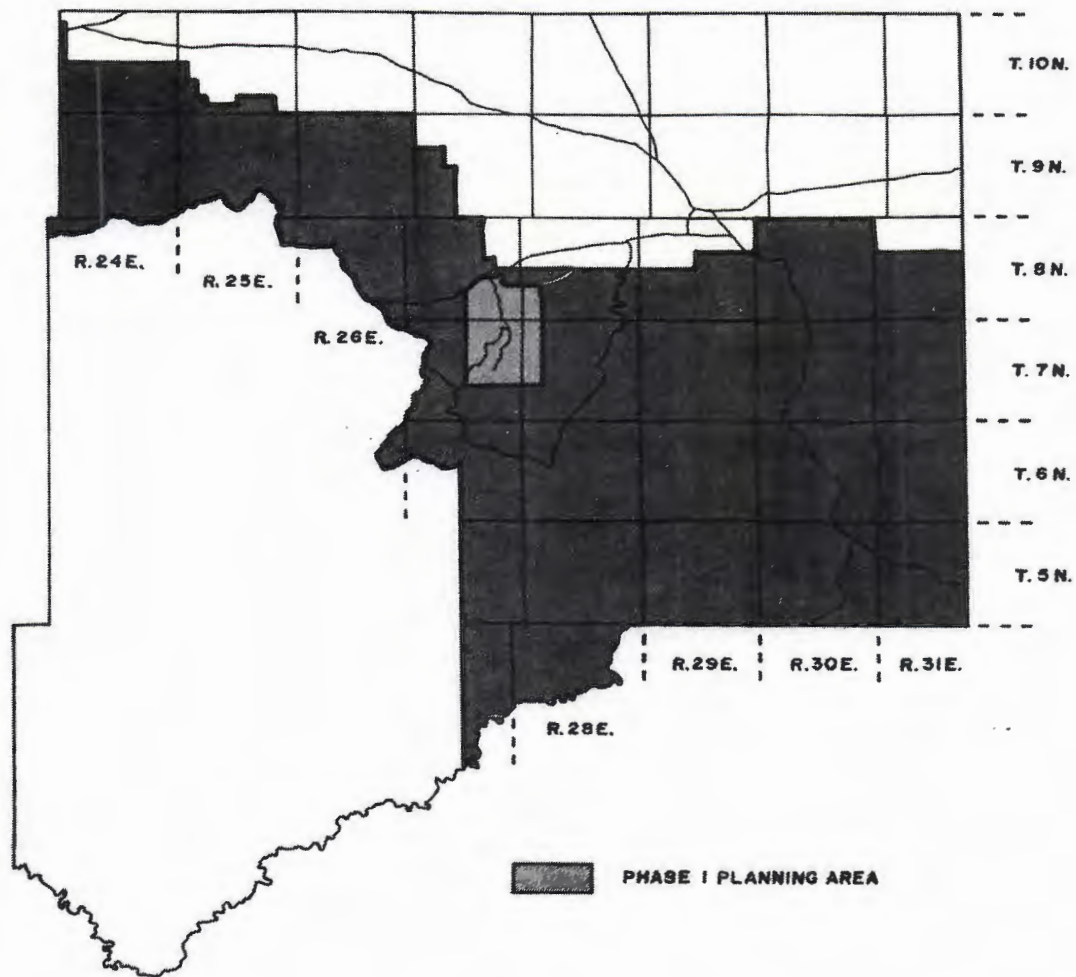 T. 10N.
T. 9N.
R. 24E.
R. 25E.
T. 8N.
R. 26E.
T. 7N.
T. 6N.
T. 5N.
R. 29E.
R. 30E.
R. 31E.
R. 28E.
PHASE I PLANNING AREA